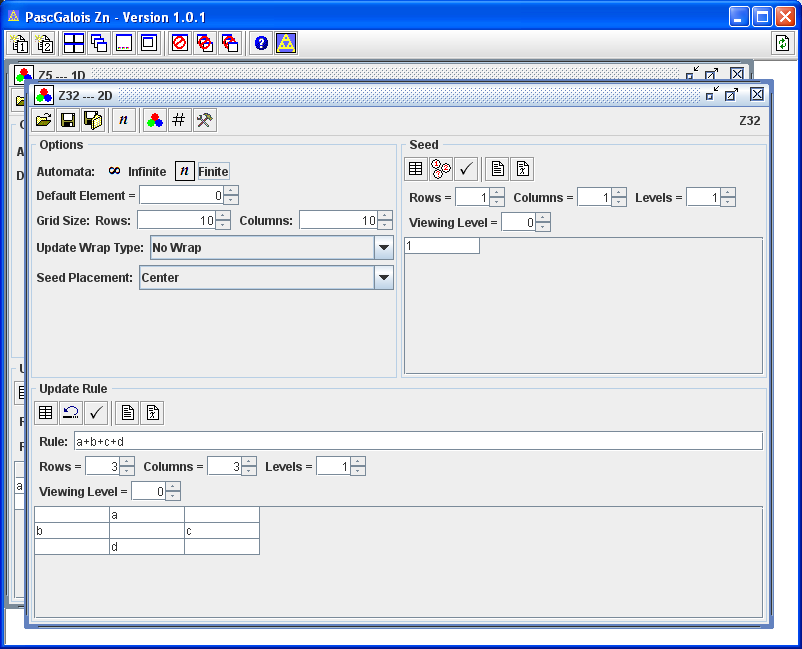 PascGalois Zn - Version 1.0.1
1 2
Z5 --- 1D
Z32 --- 2D
n # Z32
Options
Automata: ∞ Infinite n Finite
Default Element = 0
Grid Size: Rows: 10 Columns: 10
Update Wrap Type: No Wrap
Seed Placement: Center
Seed
Rows = 1 Columns = 1 Levels = 1
Viewing Level = 0
1
Update Rule
Rule: a+b+c+d
Rows = 3 Columns = 3 Levels = 1
Viewing Level = 0
a
b c
d
a